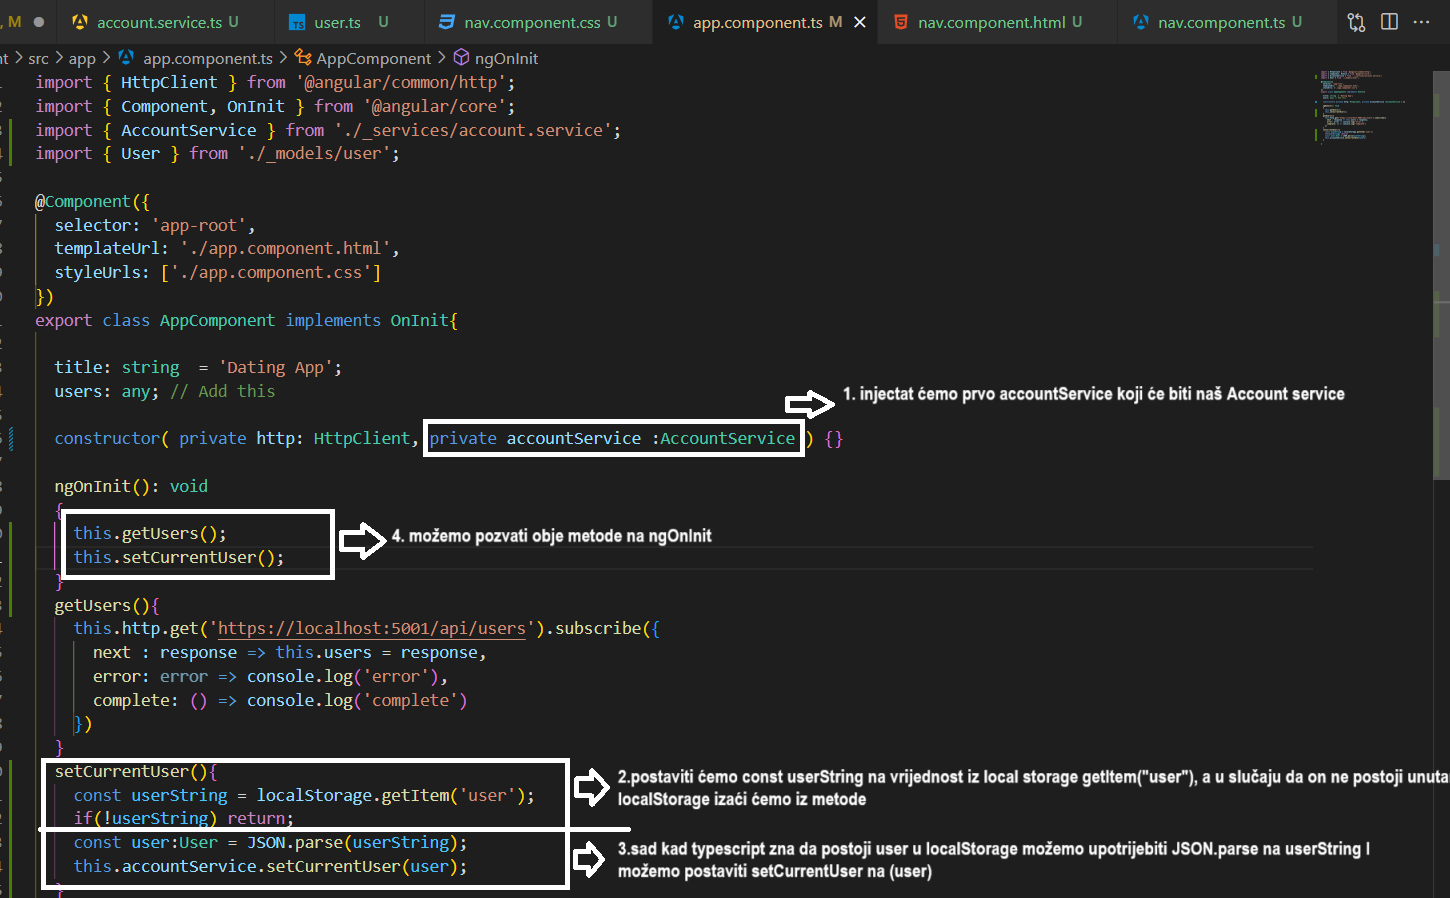 , M ● account.service.ts U user.ts U nav.component.css U app.component.ts M nav.component.html U nav.component.ts U
nt > src > app > app.component.ts > AppComponent > ngOnInit
import { HttpClient } from '@angular/common/http';
import { Component, OnInit } from '@angular/core';
import { AccountService } from './_services/account.service';
import { User } from './_models/user';
@Component({
selector: 'app-root',
templateUrl: './app.component.html',
styleUrls: ['./app.component.css']
})
export class AppComponent implements OnInit{
title: string = 'Dating App';
users: any; // Add this
1. injectat ćemo prvo accountService koji će biti naš Account service
constructor( private http: HttpClient, private accountService :AccountService ) {}
ngOnInit(): void
{
this.getUsers();
4. možemo pozvati obje metode na ngOnInit
this.setCurrentUser();
}
getUsers(){
this.http.get('https://localhost:5001/api/users').subscribe({
next : response => this.users = response,
error: error => console.log('error'),
complete: () => console.log('complete')
})
}
setCurrentUser(){
2.postaviti ćemo const userString na vrijednost iz local storage getItem("user"), a u slučaju da on ne postoji unuta
const userString = localStorage.getItem('user');
localStorage izaći ćemo iz metode
if(!userString) return;
const user:User = JSON.parse(userString);
3.sad kad typescript zna da postoji user u localStorage možemo upotrijebiti JSON.parse na userString I
this.accountService.setCurrentUser(user);
možemo postaviti setCurrentUser na (user)
}